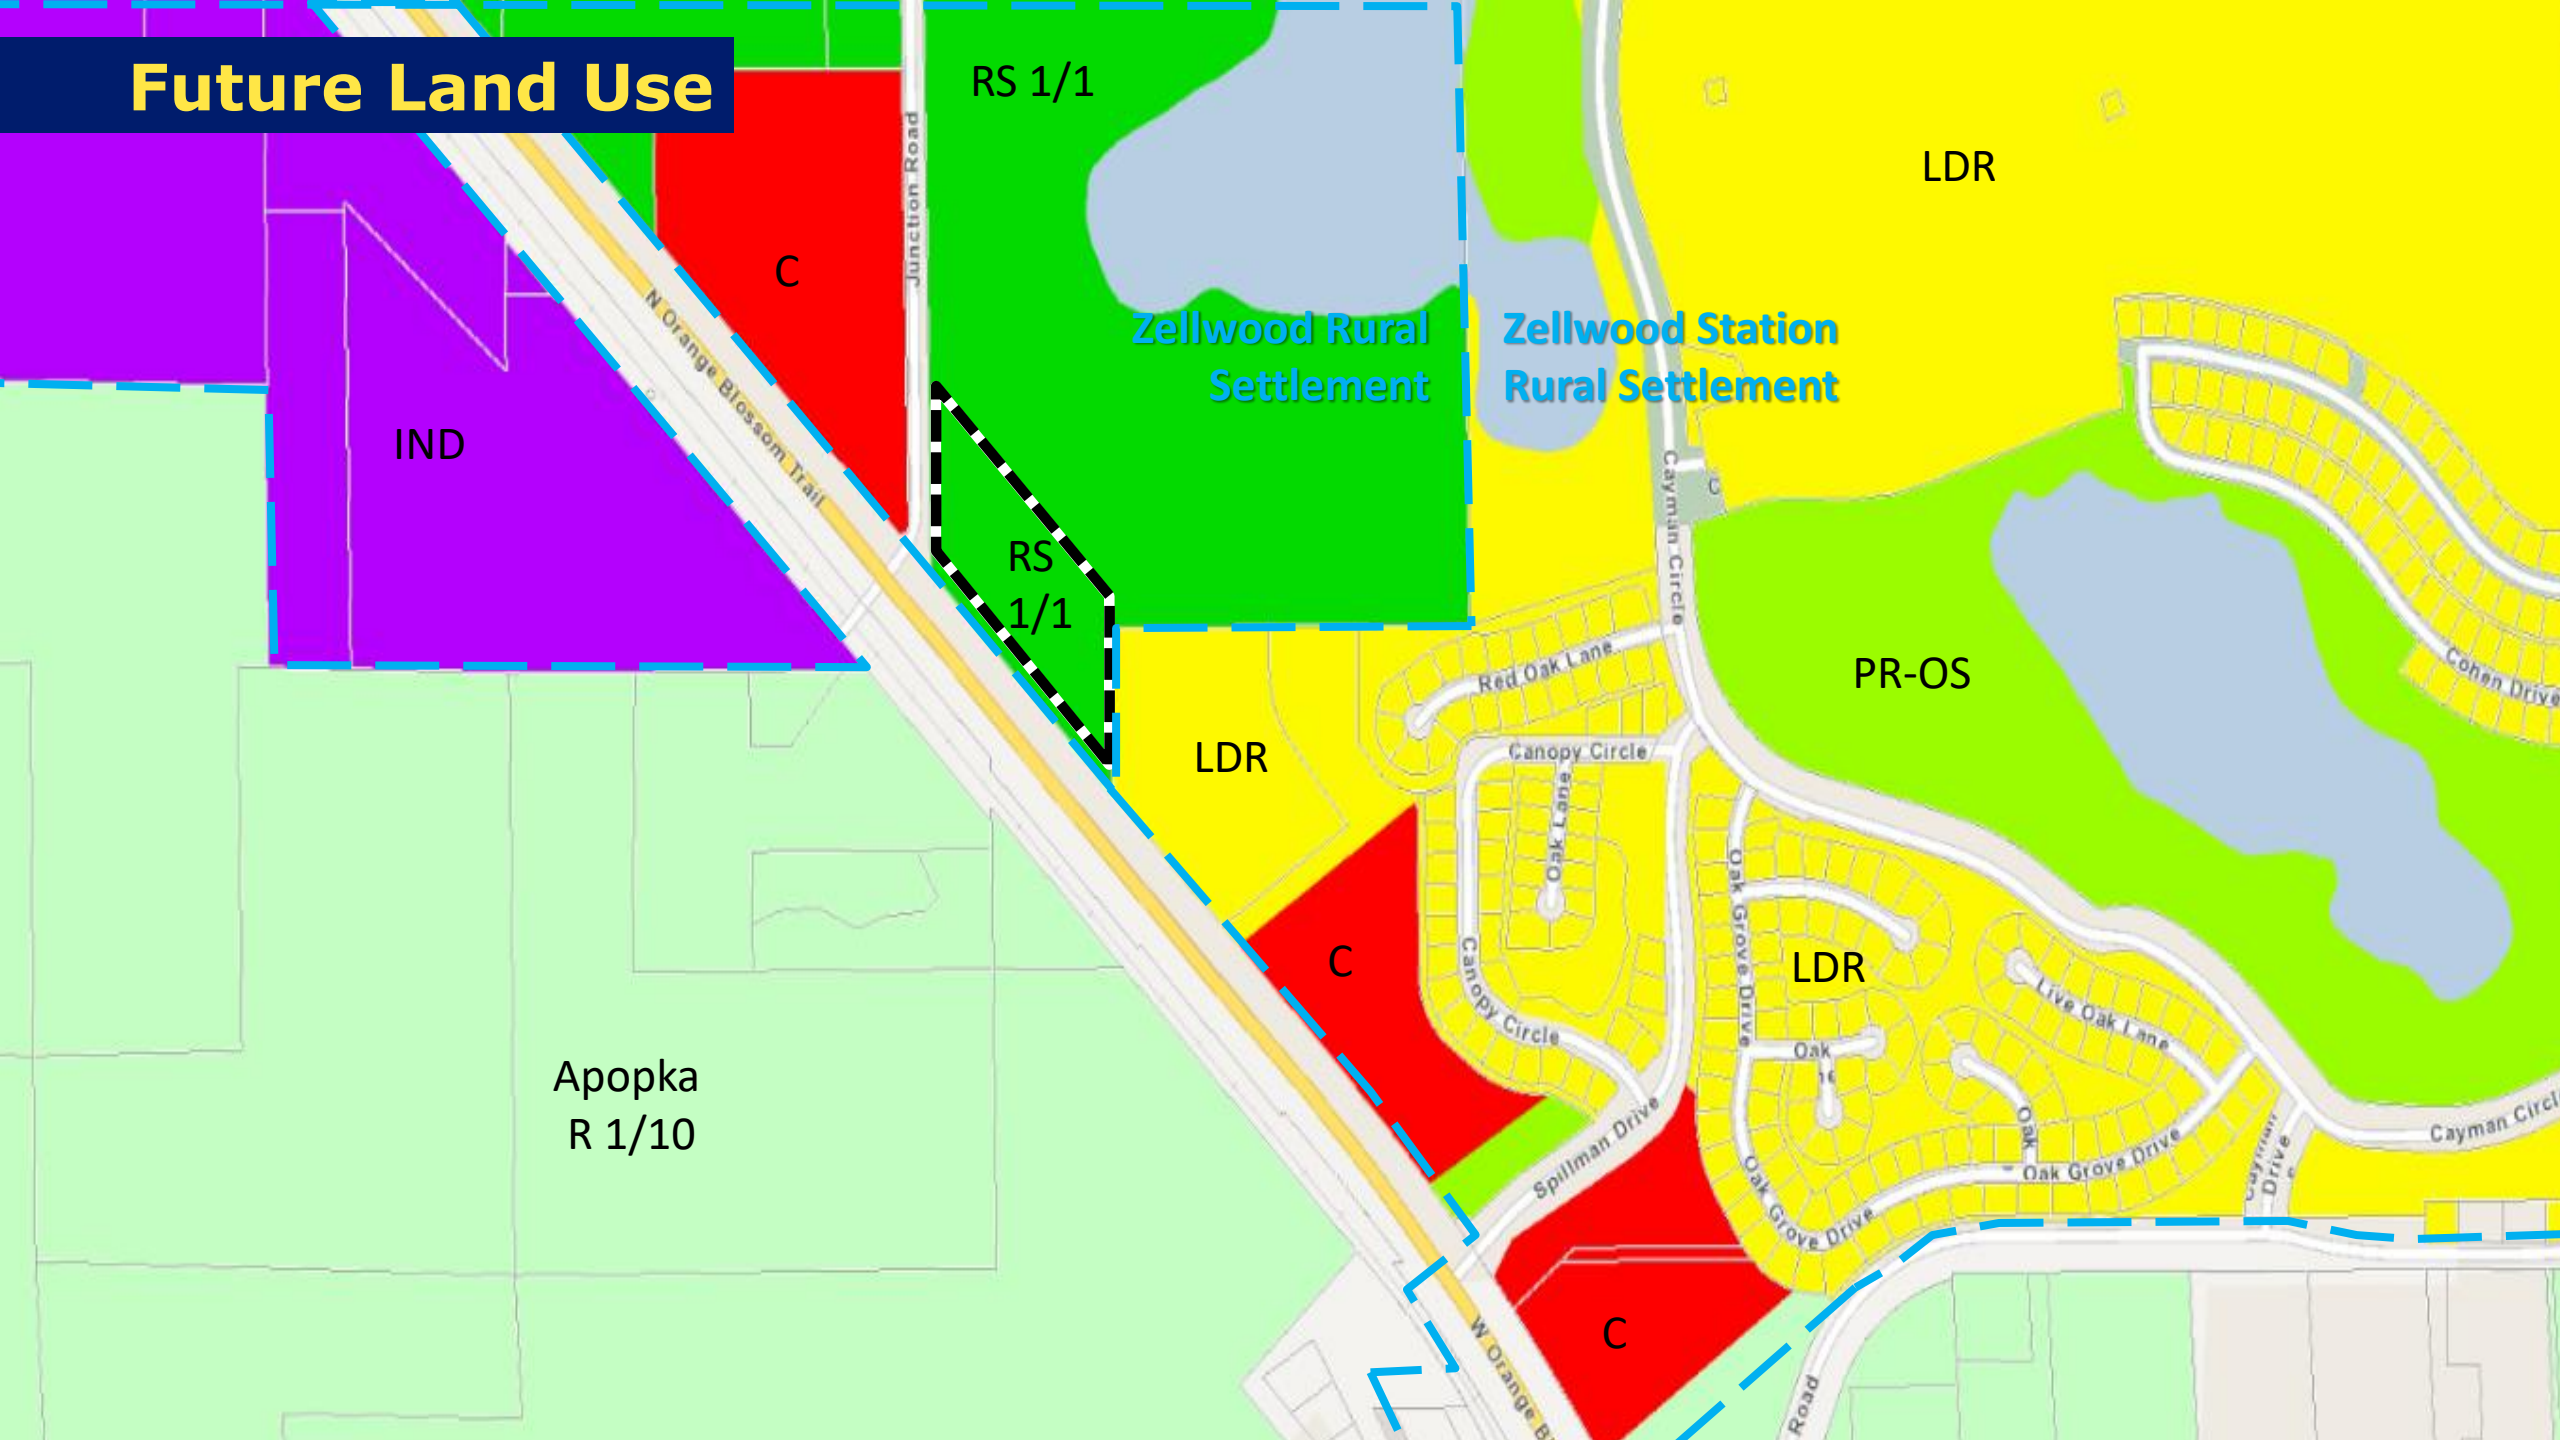 Future Land Use
RS 1/1
LDR
Junction Road
C
N Orange Blossom Trail
Zellwood Rural
Settlement
Zellwood Station
Rural Settlement
IND
Cayman Circle
C
RS
1/1
Red Oak Lane
PR-OS
Cohen Drive
LDR
Canopy Circle
Oak Lane
Oak Grove Drive
C
LDR
Canopy Circle
Live Oak Lane
Oak
Oak
Apopka
R 1/10
Spillman Drive
Oak Grove Drive
Oak Grove Drive
Drive
Cayman Circl
C
W Orange B
Road